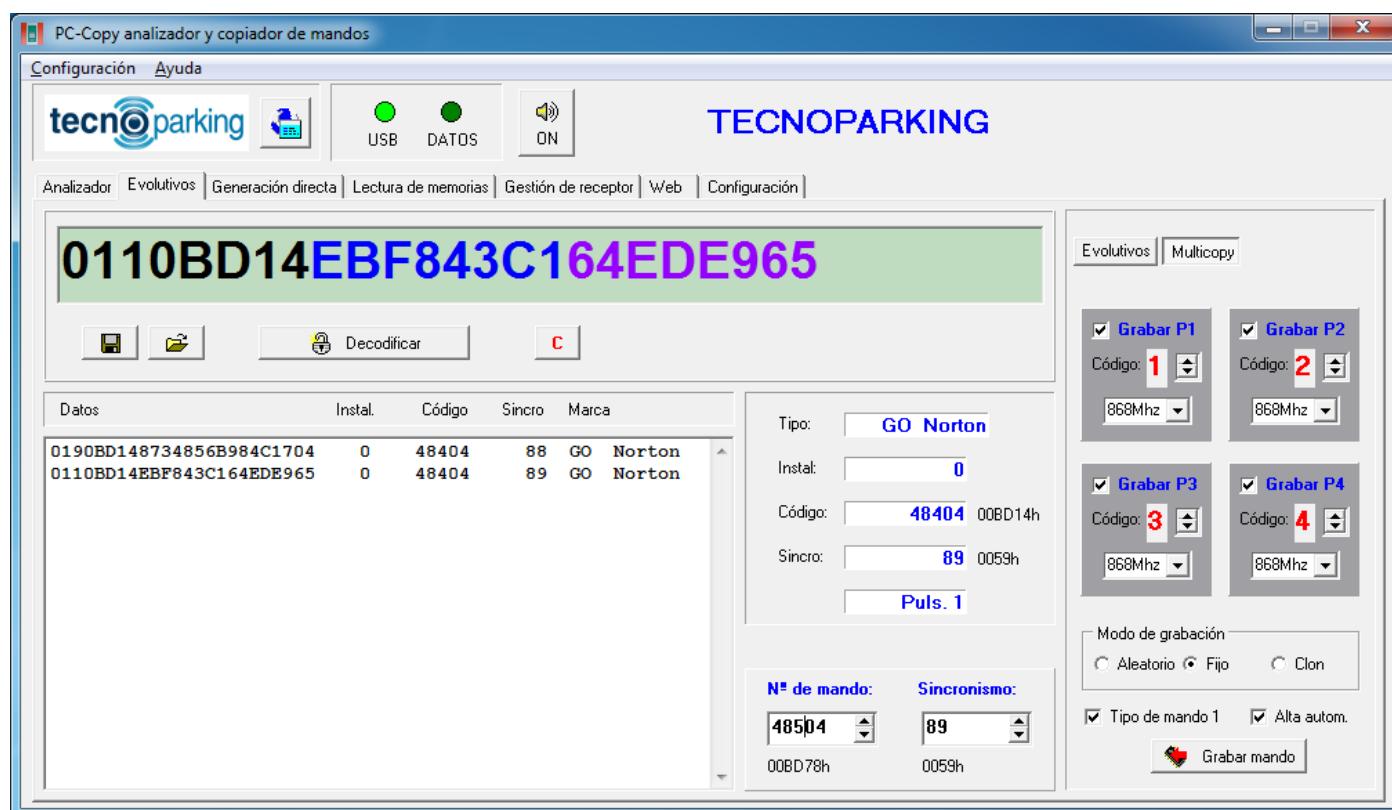 PC-Copy analizador y copiador de mandos
Configuración Ayuda
tecnoparking USB DATOS ON TECNOPARKING
Analizador Evolutivos Generación directa Lectura de memorias Gestión de receptor Web Configuración
0110BD14EBF843C164EDE965
Decodificar C
Datos Instal. Código Sincro Marca
0190BD148734856B984C1704 0 48404 88 GO Norton
0110BD14EBF843C164EDE965 0 48404 89 GO Norton
Tipo: GO Norton
Instal: 0
Código: 48404 00BD14h
Sincro: 89 0059h
Puls. 1
Nº de mando: Sincronismo:
48504 89
00BD78h 0059h
Evolutivos Multicopy
Grabar P1 Grabar P2
Código: 1 Código: 2
868Mhz 868Mhz
Grabar P3 Grabar P4
Código: 3 Código: 4
868Mhz 868Mhz
Modo de grabación
Aleatorio Fijo Clon
Tipo de mando 1 Alta autom.
Grabar mando